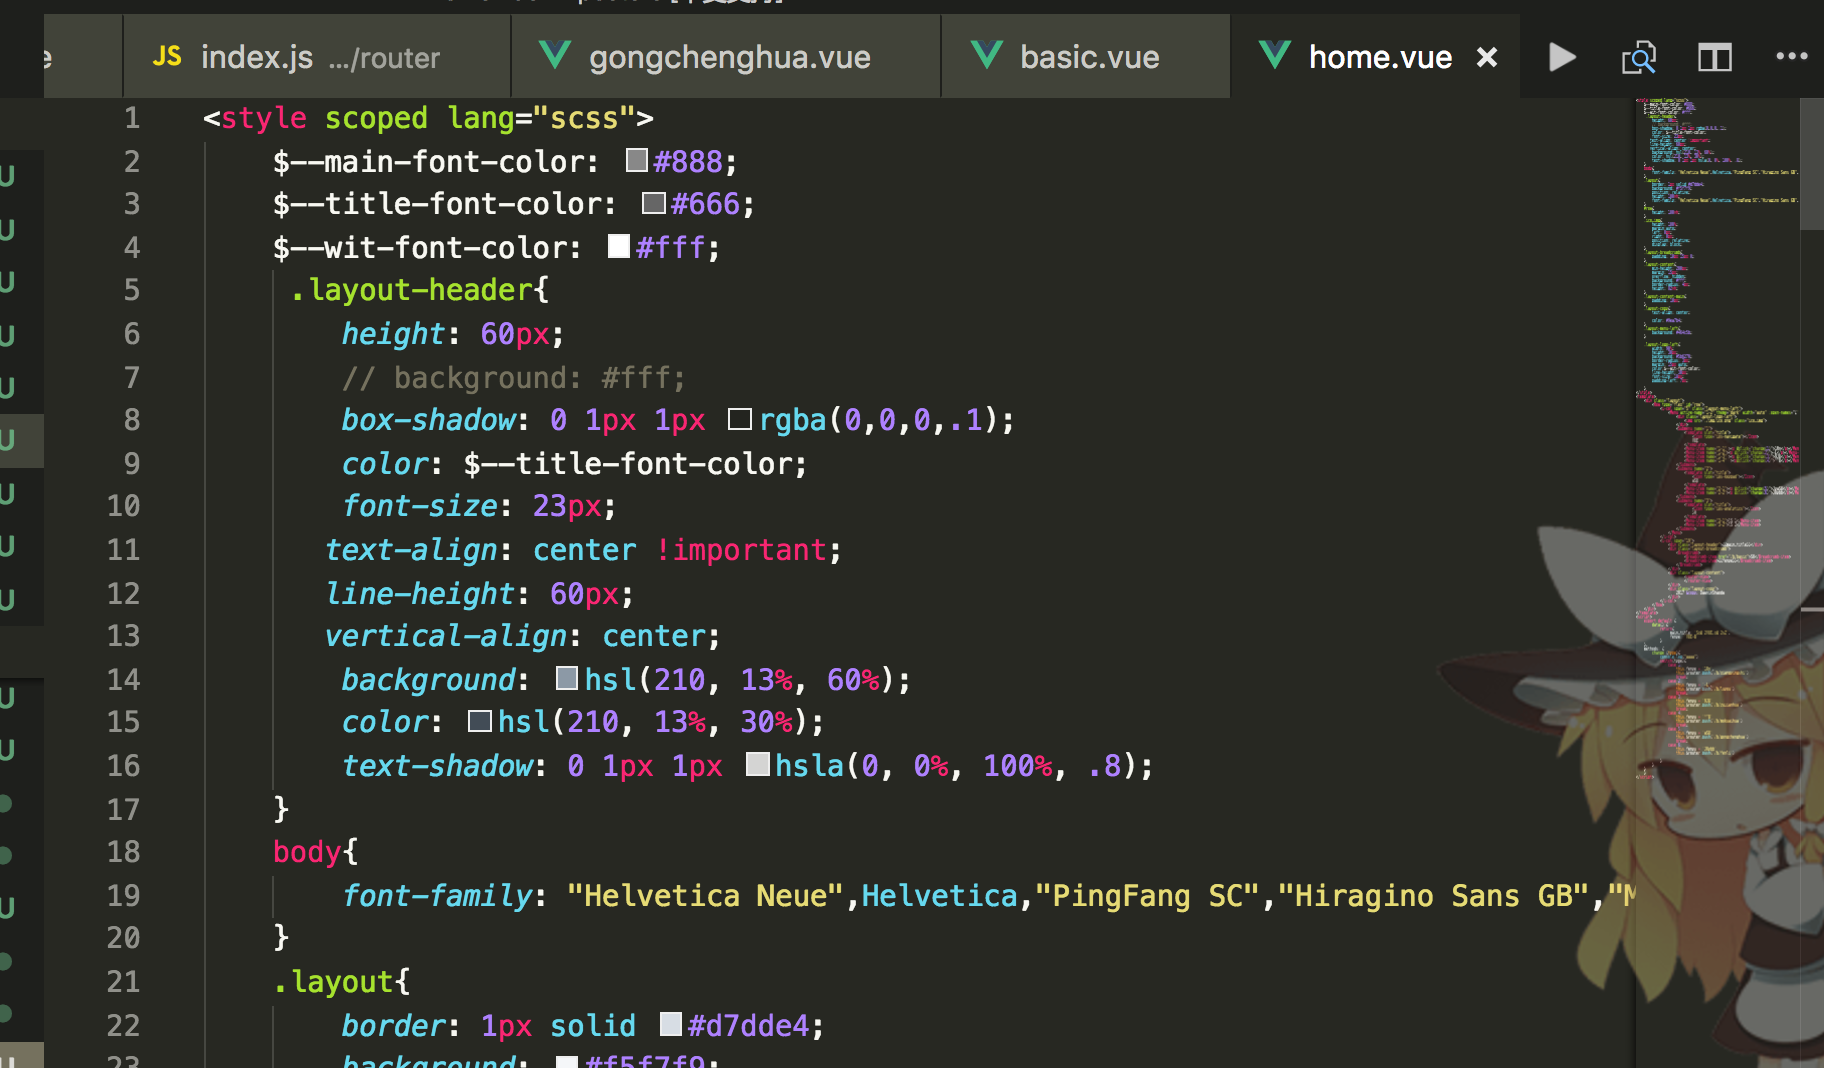 JS index.js .../router gongchenghua.vue basic.vue home.vue
1 <style scoped lang="scss">
2 $--main-font-color: #888;
3 $--title-font-color: #666;
4 $--wit-font-color: #fff;
5 .layout-header{
6 height: 60px;
7 // background: #fff;
8 box-shadow: 0 1px 1px rgba(0,0,0,.1);
9 color: $--title-font-color;
10 font-size: 23px;
11 text-align: center !important;
12 line-height: 60px;
13 vertical-align: center;
14 background: hsl(210, 13%, 60%);
15 color: hsl(210, 13%, 30%);
16 text-shadow: 0 1px 1px hsla(0, 0%, 100%, .8);
17 }
18 body{
19 font-family: "Helvetica Neue",Helvetica,"PingFang SC","Hiragino Sans GB","M
20 }
21 .layout{
22 border: 1px solid #d7dde4;
23 background: #f5f7f9;